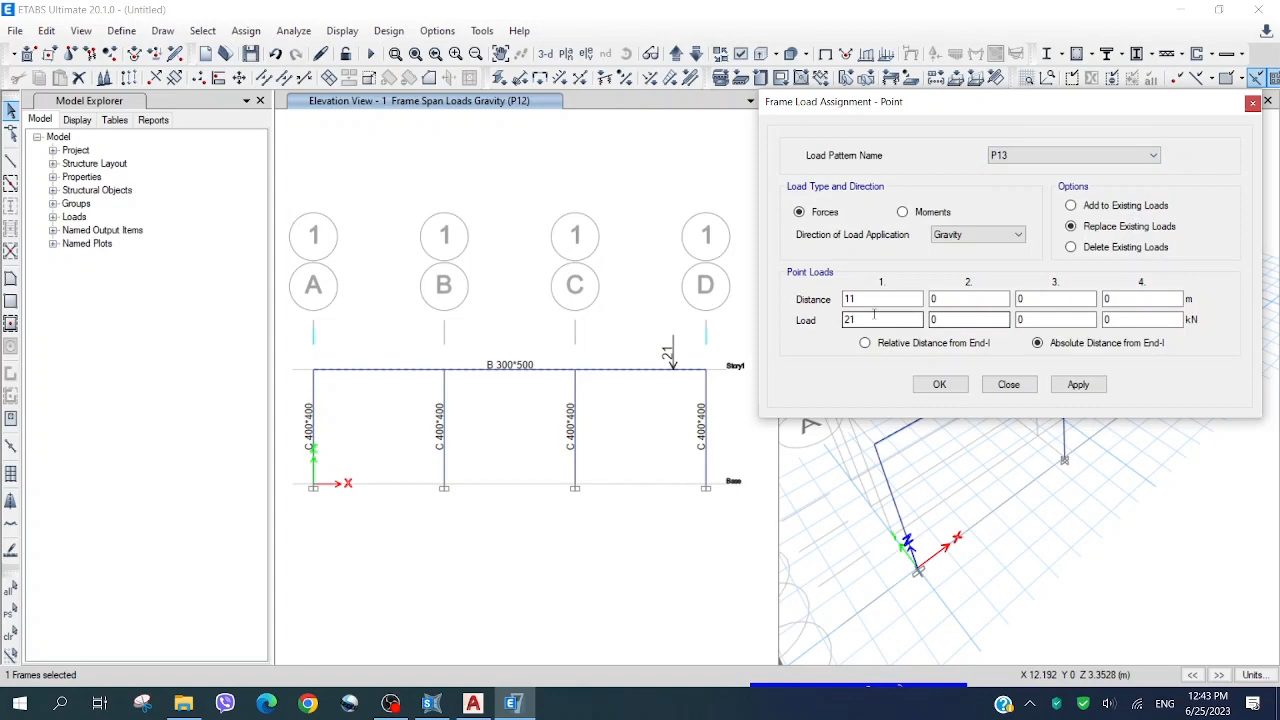 ETABS Ultimate 20.1.0 - (Untitled)
File Edit View Define Draw Select Assign Analyze Display Design Options Tools Help
3-d
nd
all
Model Explorer
Elevation View - 1 Frame Span Loads Gravity (P12)
Model Display Tables Reports
Model
Project
Structure Layout
Properties
Structural Objects
Groups
Loads
Named Output Items
Named Plots
all
PS
clr
1 1 1 1
A B C D
21
B 300*500
Story1
C 400*400
C 400*400
C 400*400
C 400*400
X
Base
Frame Load Assignment - Point
Load Pattern Name P13
Load Type and Direction
Forces Moments
Direction of Load Application Gravity
Options
Add to Existing Loads
Replace Existing Loads
Delete Existing Loads
Point Loads
1. 2. 3. 4.
Distance 11 0 0 0 m
Load 21 0 0 0 kN
Relative Distance from End-I Absolute Distance from End-I
OK Close Apply
A
X
1 Frames selected
X 12.192 Y 0 Z 3.3528 (m)
<< >> Units...
12:43 PM
6/25/2023